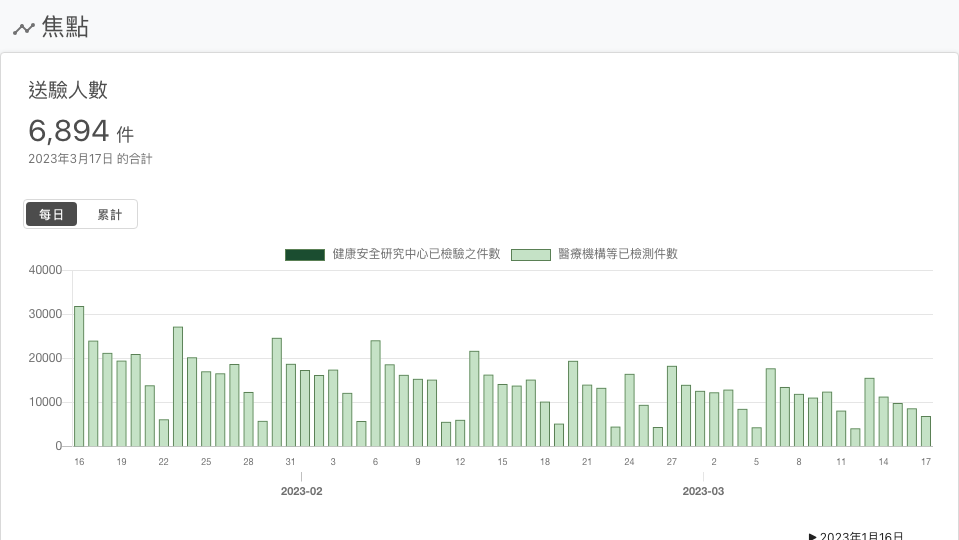 焦點
送驗人數
6,894 件
2023年3月17日 的合計
每日 累計
健康安全研究中心已檢驗之件數 醫療機構等已檢測件數
40000
30000
20000
10000
0
16 19 22 25 28 31 3 6 9 12 15 18 21 24 27 2 5 8 11 14 17
2023-02 2023-03
▶ 2023年1月16日